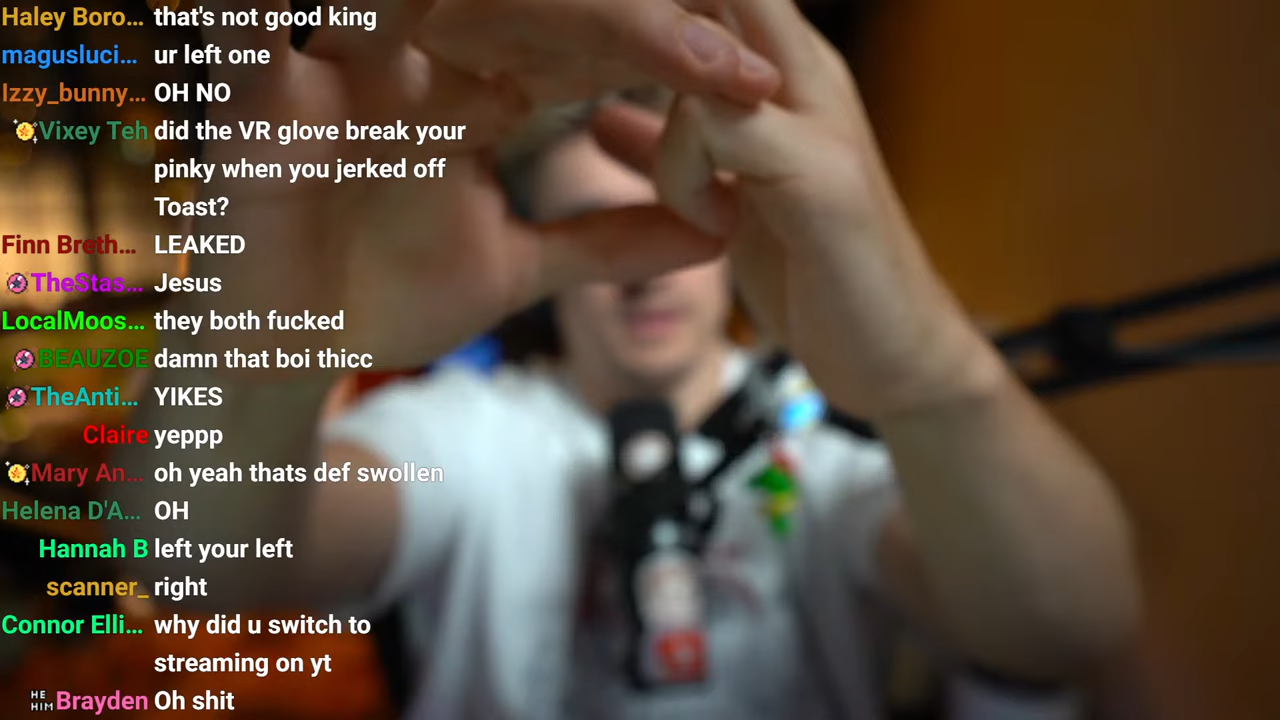 Haley Boro... that's not good king
magusluci... ur left one
Izzy_bunny... OH NO
Vixey Teh did the VR glove break your
pinky when you jerked off
Toast?
Finn Breth... LEAKED
TheStas... Jesus
LocalMoos... they both fucked
BEAUZOE damn that boi thicc
TheAnti... YIKES
Claire yeppp
Mary An... oh yeah thats def swollen
Helena D'A... OH
Hannah B left your left
scanner_ right
Connor Elli... why did u switch to
streaming on yt
HE HIM Brayden Oh shit